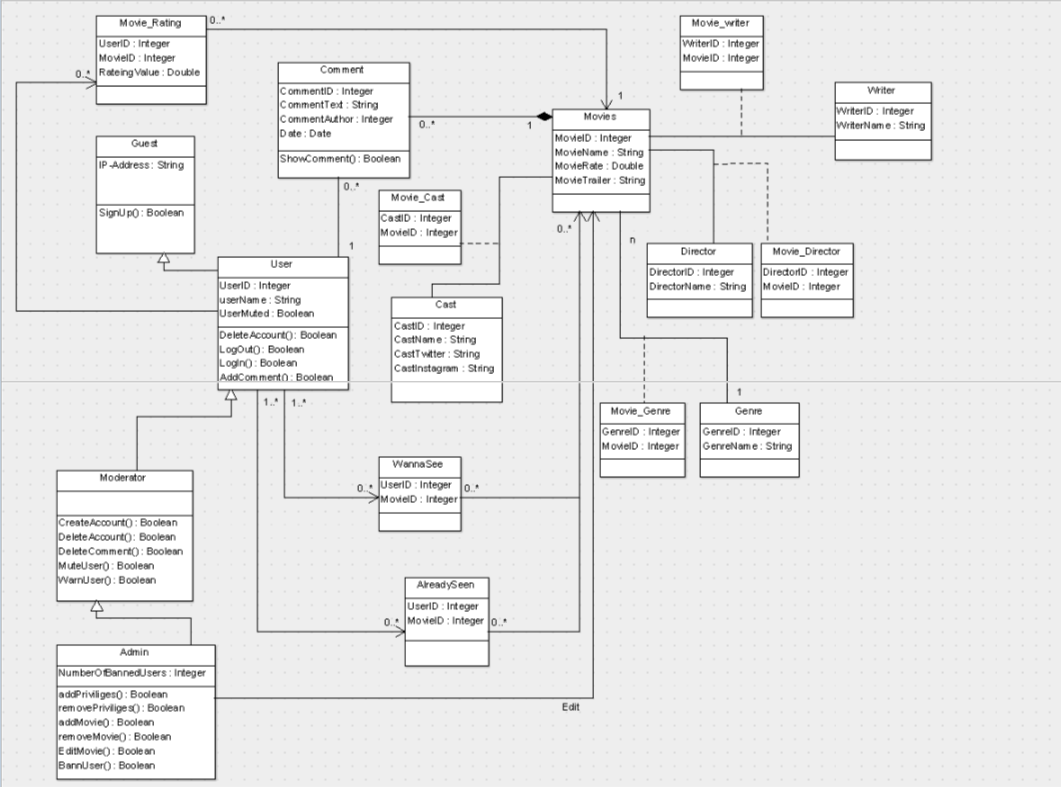 Movie_Rating
UserID : Integer
MovieID : Integer
RateingValue : Double
0..*
0..*
Movie_writer
WriterID : Integer
MovieID : Integer
Comment
CommentID : Integer
CommentText : String
CommentAuthor : Integer
Date : Date
ShowComment() : Boolean
0..*
1
0..*
1
Writer
WriterID : Integer
WriterName : String
1
Movies
MovieID : Integer
MovieName : String
MovieRate : Double
MovieTrailer : String
Guest
IP-Address : String
SignUp() : Boolean
Movie_Cast
CastID : Integer
MovieID : Integer
0..*
n
Director
DirectorID : Integer
DirectorName : String
Movie_Director
DirectorID : Integer
MovieID : Integer
User
UserID : Integer
userName : String
UserMuted : Boolean
DeleteAccount() : Boolean
LogOut() : Boolean
LogIn() : Boolean
AddComment() : Boolean
Cast
CastID : Integer
CastName : String
CastTwitter : String
CastInstagram : String
1..*
1..*
1
Movie_Genre
GenreID : Integer
MovieID : Integer
Genre
GenreID : Integer
GenreName : String
Moderator
CreateAccount() : Boolean
DeleteAccount() : Boolean
DeleteComment() : Boolean
MuteUser() : Boolean
WarnUser() : Boolean
WannaSee
UserID : Integer
MovieID : Integer
0..*
0..*
AlreadySeen
UserID : Integer
MovieID : Integer
0..*
0..*
Admin
NumberOfBannedUsers : Integer
addPriviliges() : Boolean
removePriviliges() : Boolean
addMovie() : Boolean
removeMovie() : Boolean
EditMovie() : Boolean
BannUser() : Boolean
Edit